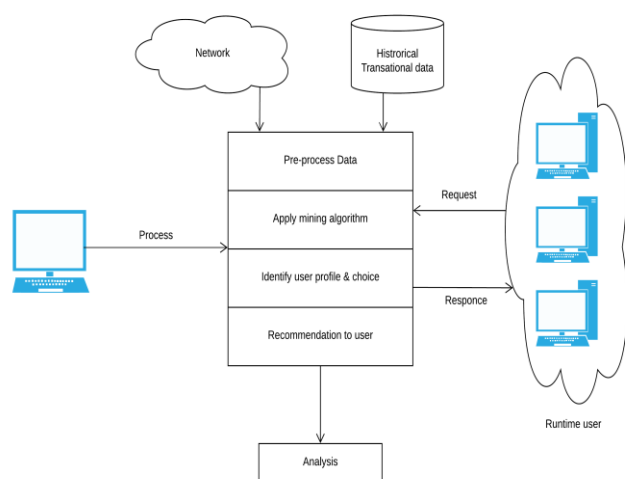 Network
Histrorical
Transational data
Pre-process Data
Request
Apply mining algorithm
Process
Identify user profile & choice
Responce
Recommendation to user
Runtime user
Analysis